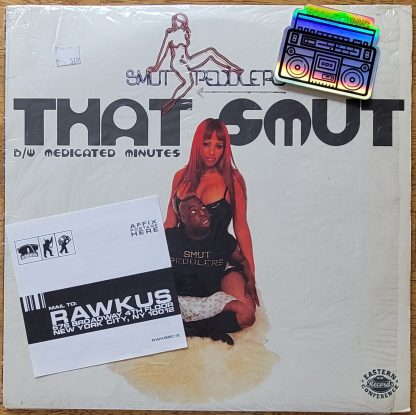 SMUT PEDDLERS
THAT SMUT
B/W MEDICATED MINUTES
SMUT
PEDDLERS
AFFIX
POSTAGE
HERE
MAIL TO:
RAWKUS
676 BROADWAY 4TH FLOOR
NEW YORK CITY, NY 10012
EASTERN
Records
CONFERENCE